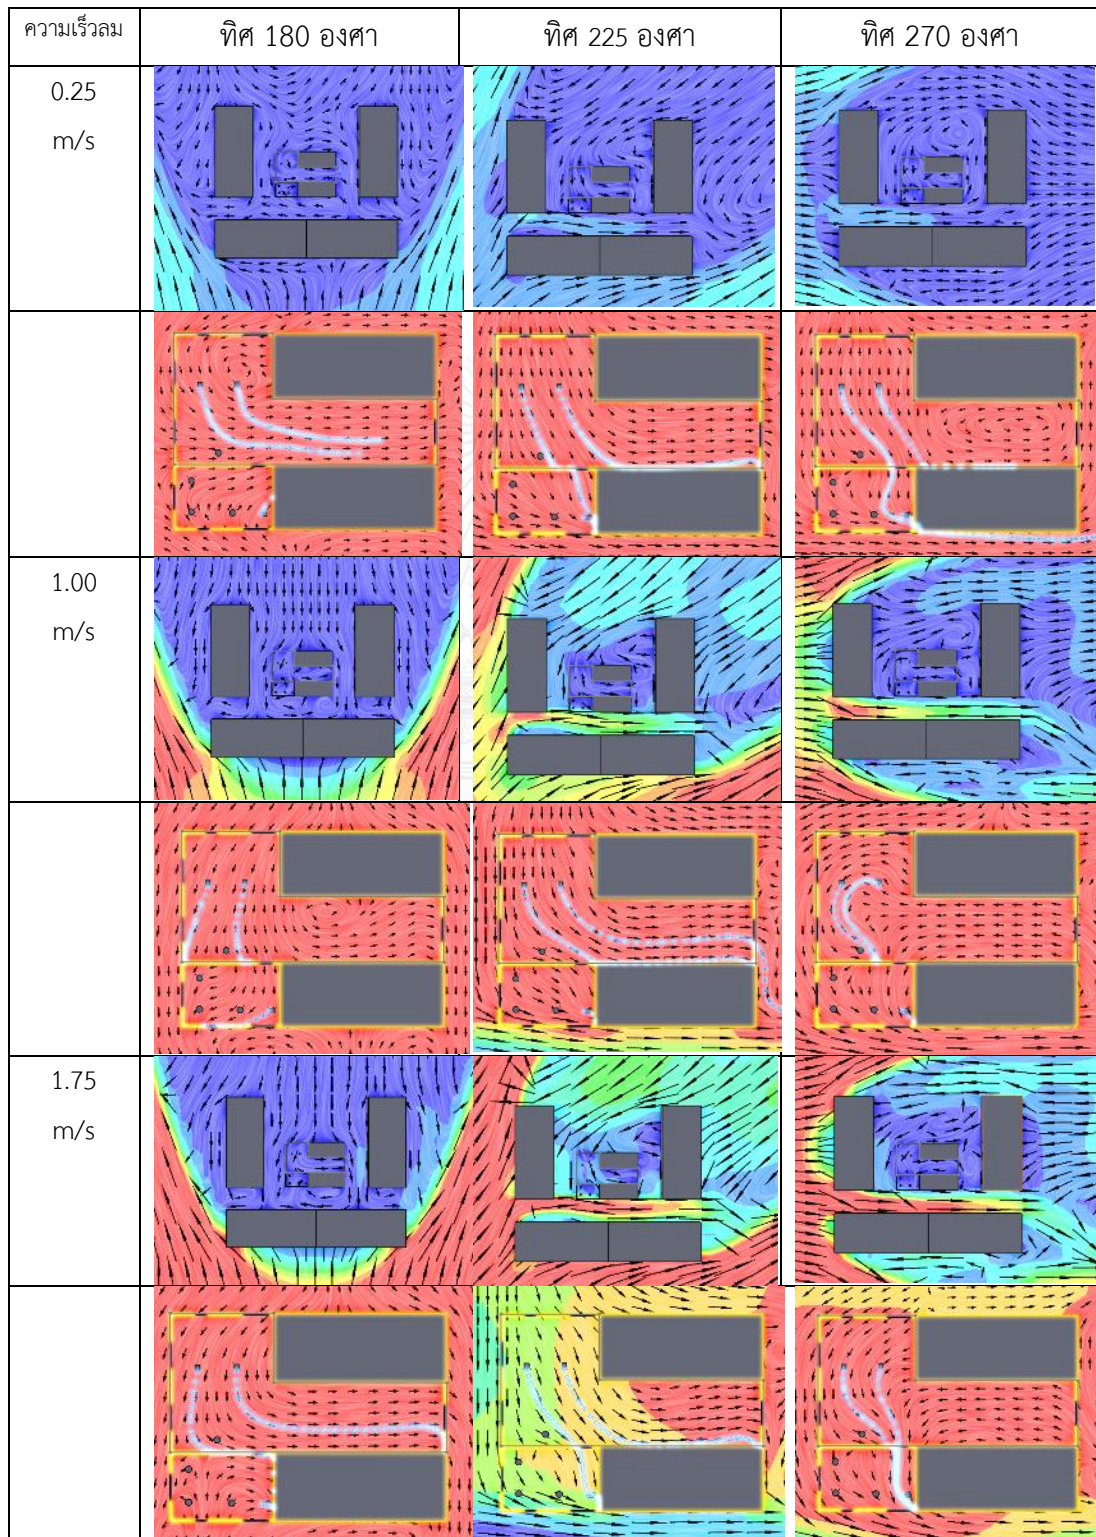 ความเร็วลม ทิศ 180 องศา ทิศ 225 องศา ทิศ 270 องศา
0.25
m/s
1.00
m/s
1.75
m/s